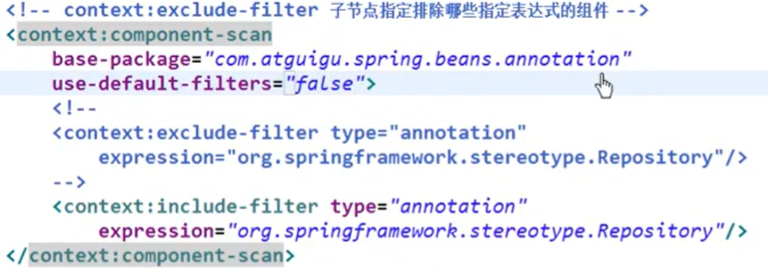 <!-- context:exclude-filter 子节点指定排除哪些指定表达式的组件 -->
<context:component-scan
base-package="com.atguigu.spring.beans.annotation"
use-default-filters="false">
<!--
<context:exclude-filter type="annotation"
expression="org.springframework.stereotype.Repository"/>
-->
<context:include-filter type="annotation"
expression="org.springframework.stereotype.Repository"/>
</context:component-scan>